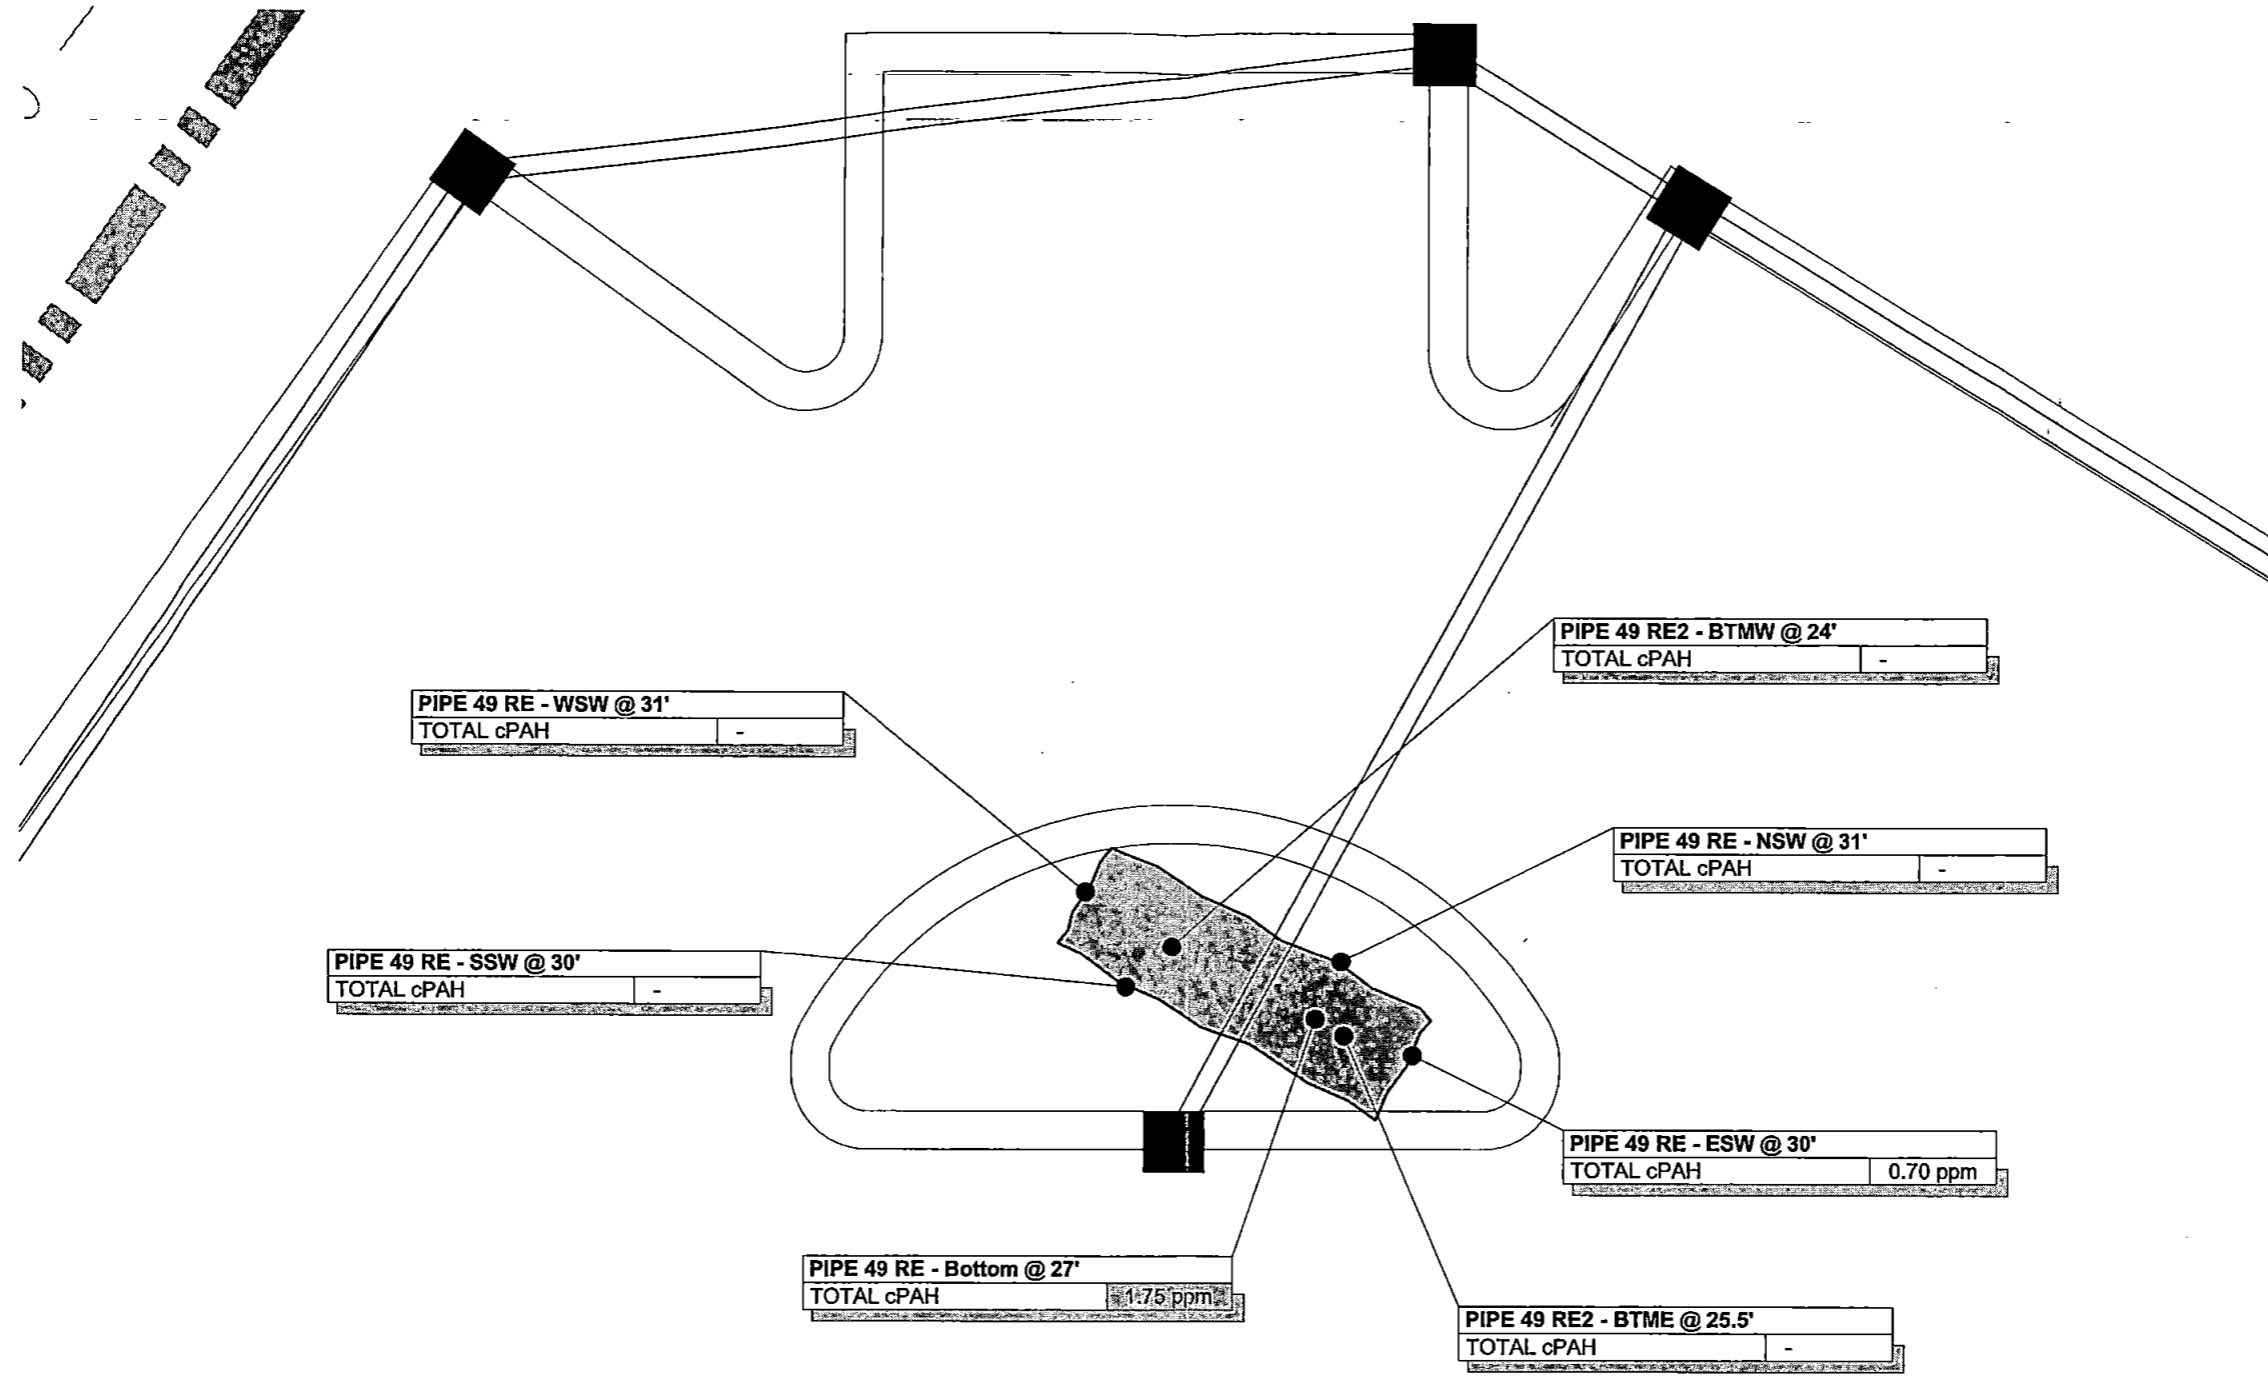 PIPE 49 RE2 - BTMW @ 24'
TOTAL cPAH -
PIPE 49 RE - WSW @ 31'
TOTAL cPAH -
PIPE 49 RE - NSW @ 31'
TOTAL cPAH -
PIPE 49 RE - SSW @ 30'
TOTAL cPAH -
PIPE 49 RE - ESW @ 30'
TOTAL cPAH 0.70 ppm
PIPE 49 RE - Bottom @ 27'
TOTAL cPAH 1.75 ppm
PIPE 49 RE2 - BTME @ 25.5'
TOTAL cPAH -